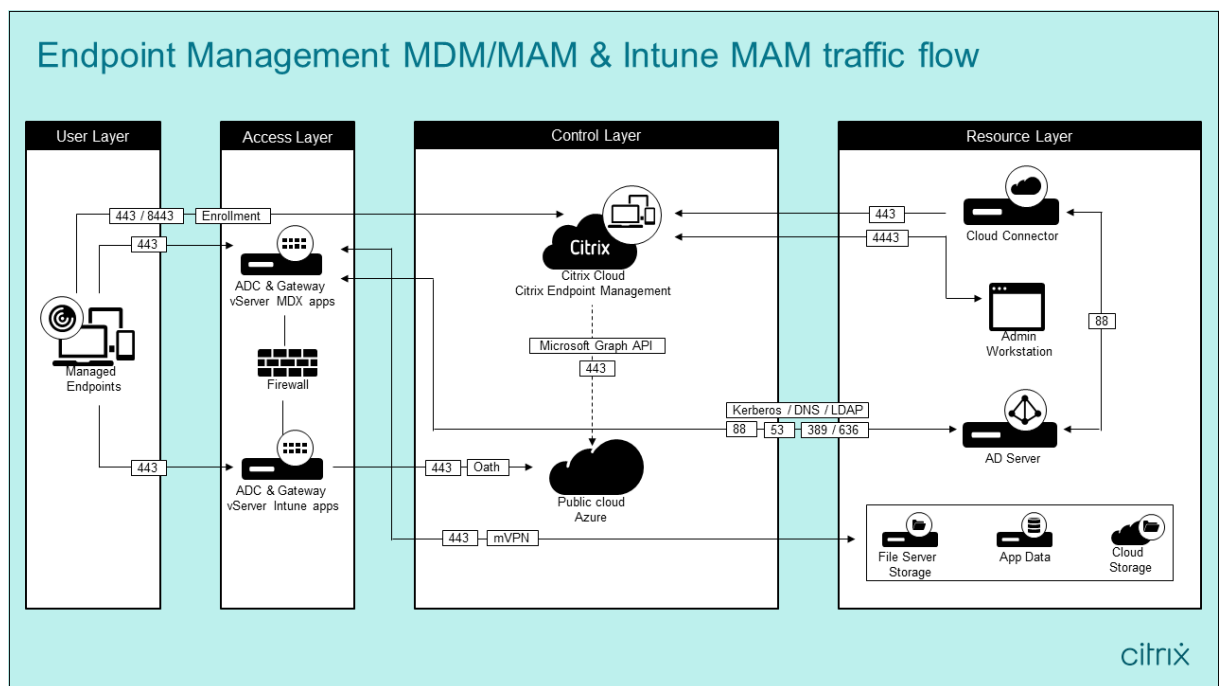 Endpoint Management MDM/MAM & Intune MAM traffic flow
User Layer
Access Layer
Control Layer
Resource Layer
443 / 8443
Enrollment
443
ADC & Gateway
vServer MDX apps
Managed
Endpoints
Firewall
443
ADC & Gateway
vServer Intune apps
Citrix
Citrix Cloud
Citrix Endpoint Management
Microsoft Graph API
443
443
Oath
Public cloud
Azure
443
mVPN
443
4443
Cloud Connector
Admin
Workstation
88
Kerberos / DNS / LDAP
88
53
389 / 636
AD Server
File Server
Storage
App Data
Cloud
Storage
citrix